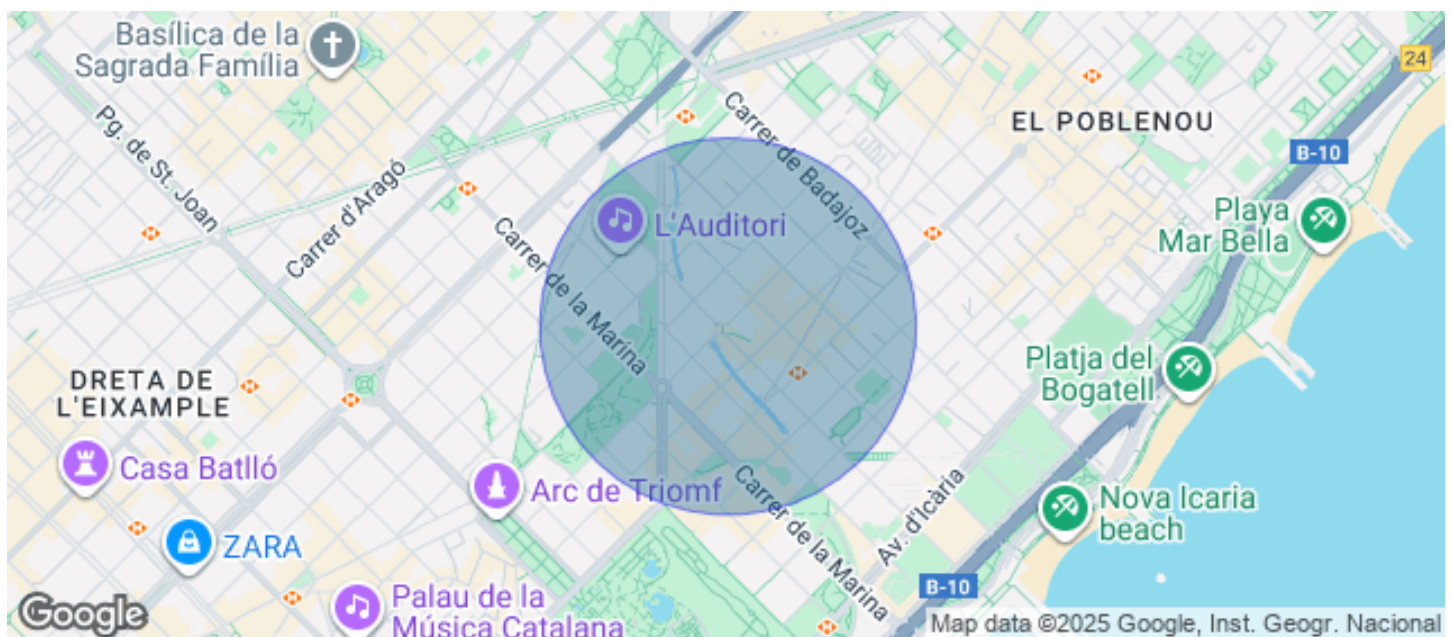 Basílica de la
Sagrada Família
24
Carrer de Badajoz
EL POBLENOU
B-10
Pg. de St. Joan
Carrer d'Aragó
L'Auditori
Playa
Mar Bella
Carrer de la Marina
Platja del
Bogatell
DRETA DE
L'EIXAMPLE
Casa Batlló
Arc de Triomf
Carrer de la Marina
Av. d'Icària
Nova Icaria
beach
ZARA
B-10
Palau de la
Música Catalana
Google
Map data ©2025 Google, Inst. Geogr. Nacional